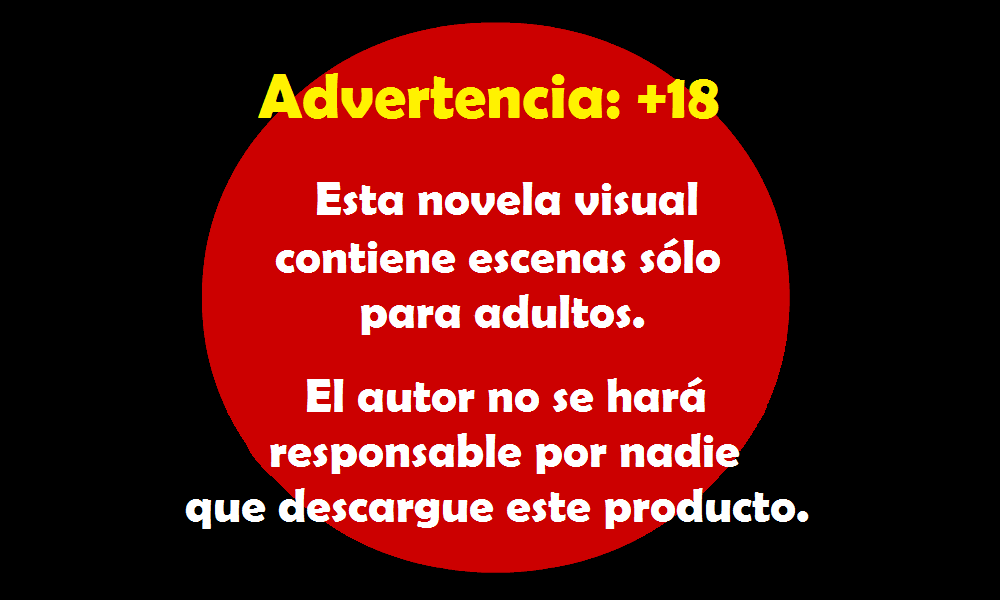 Advertencia: +18
Esta novela visual
contiene escenas sólo
para adultos.
El autor no se hará
responsable por nadie
que descargue este producto.